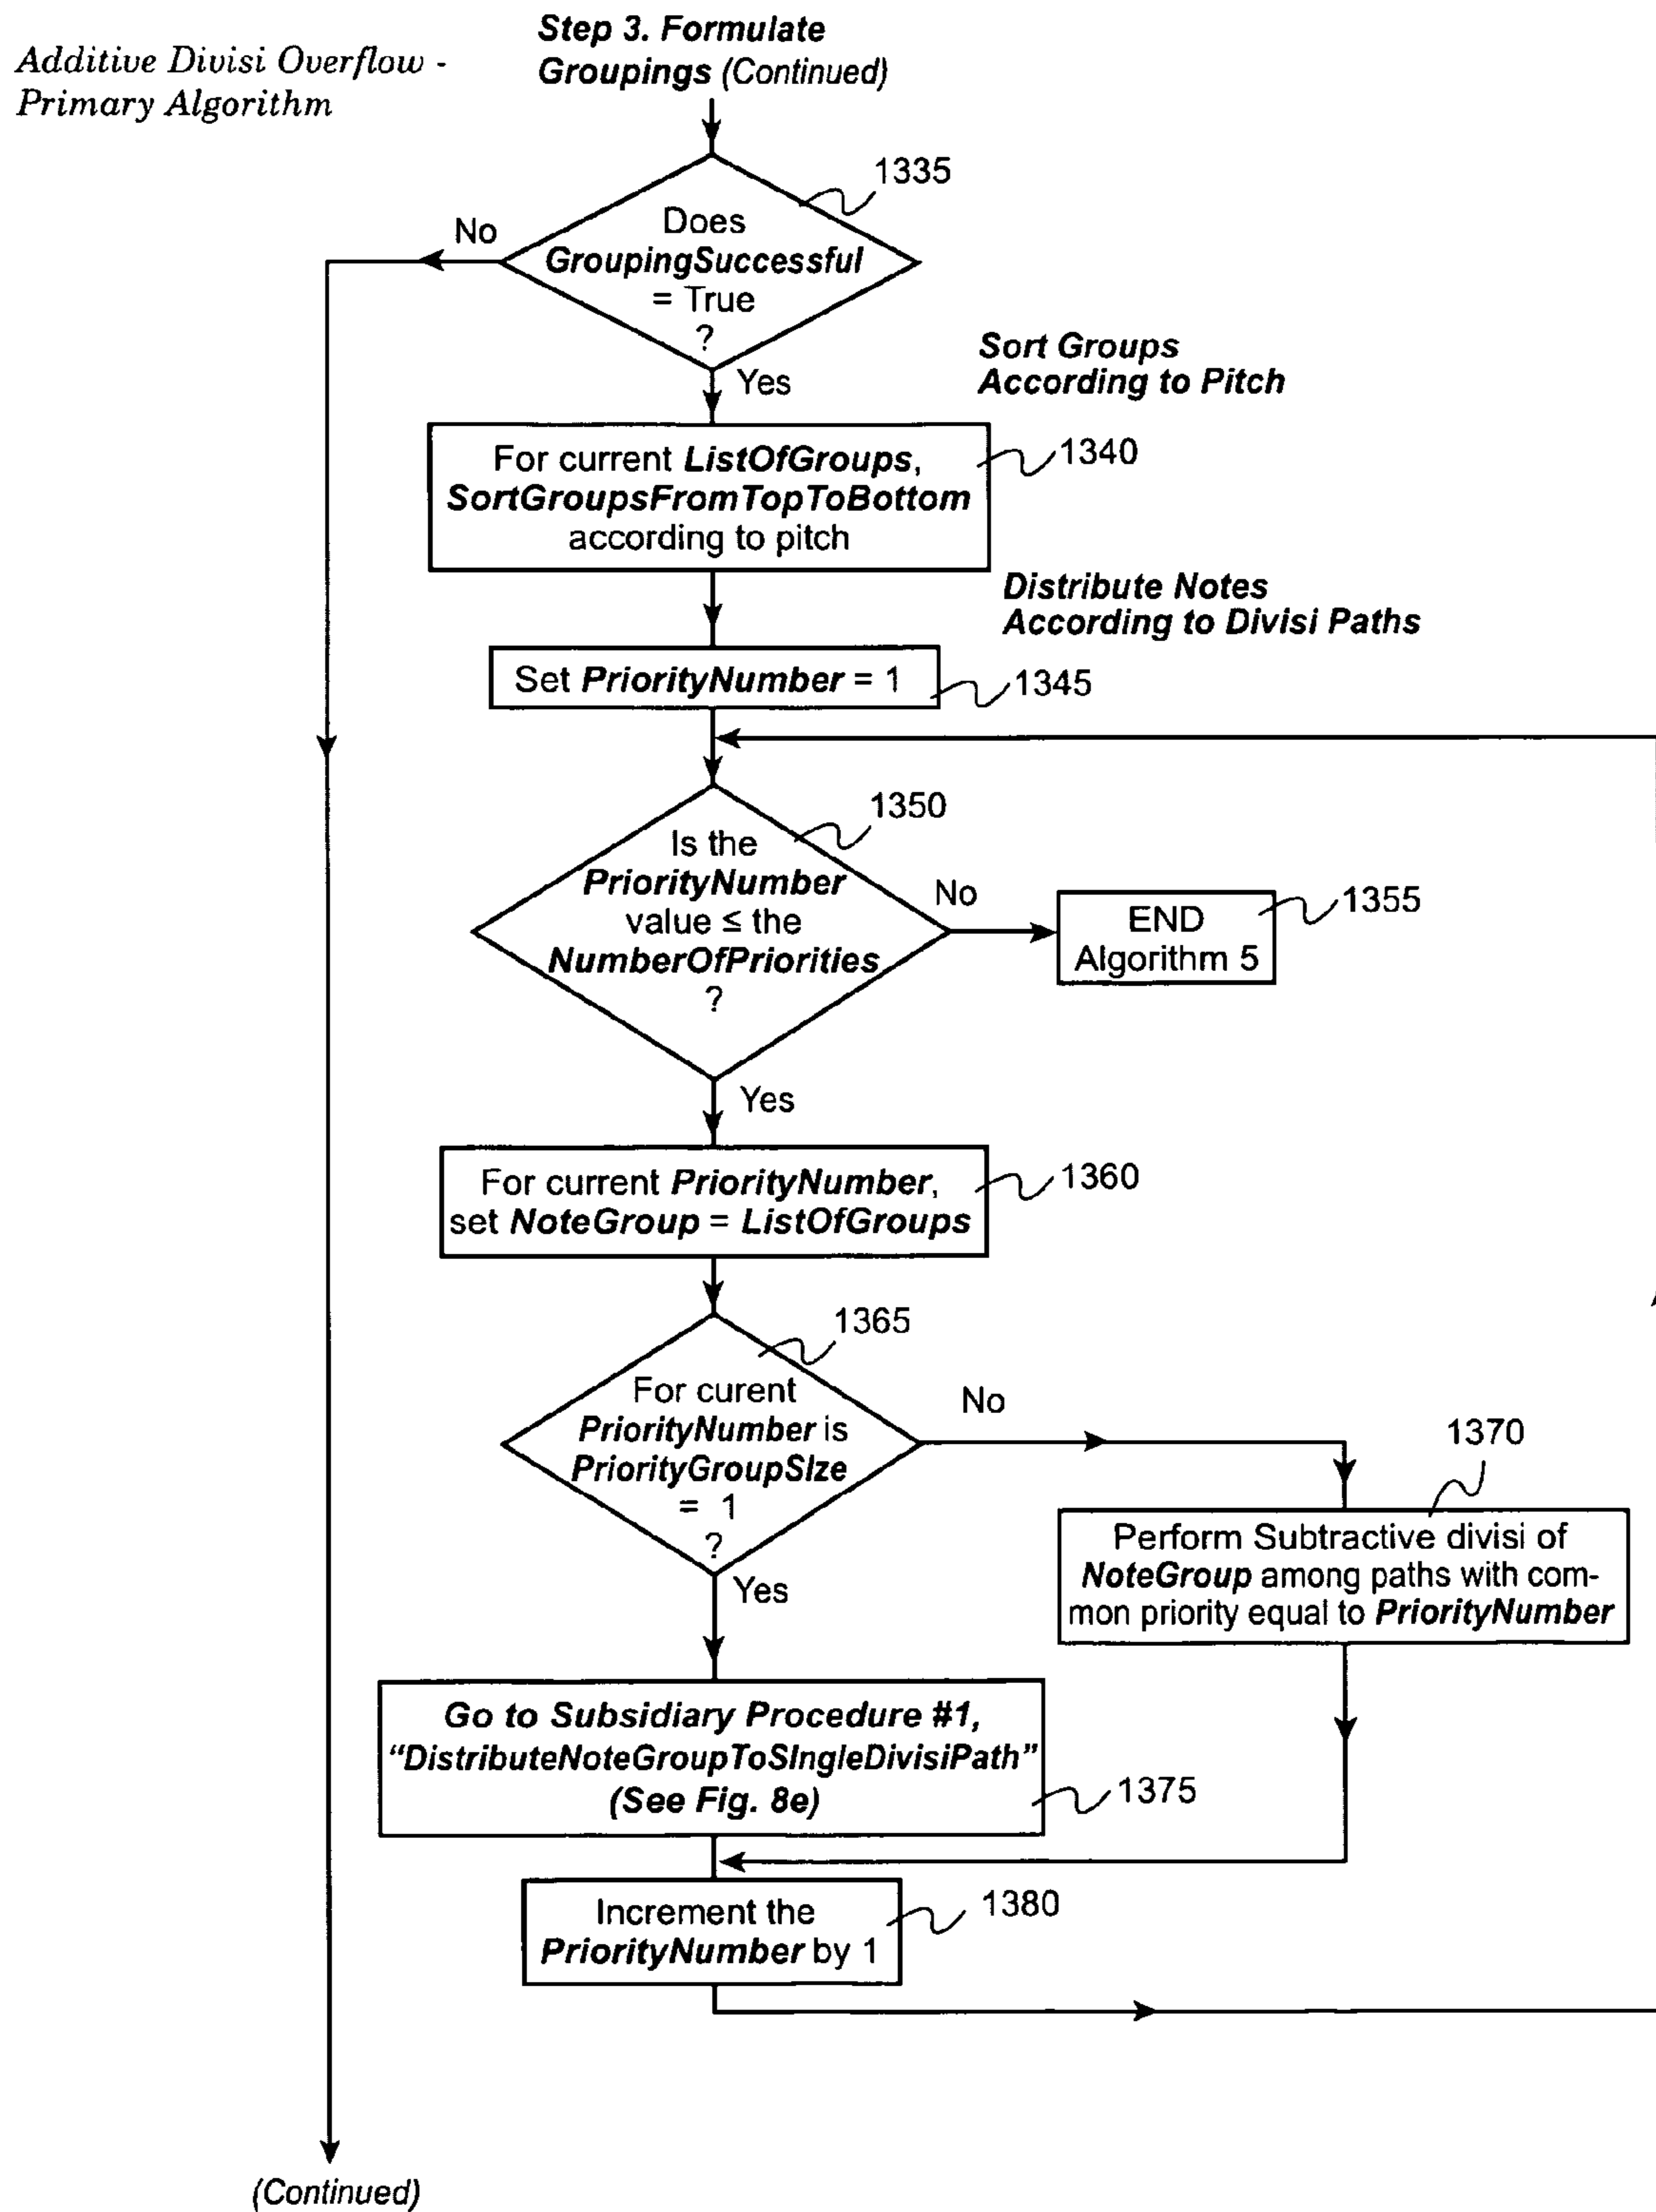 Additive Divisi Overflow -
Primary Algorithm
Step 3. Formulate
Groupings (Continued)
1335
Does
GroupingSuccessful
= True
?
No
Yes
Sort Groups
According to Pitch
For current ListOfGroups,
SortGroupsFromTopToBottom
according to pitch
1340
Distribute Notes
According to Divisi Paths
Set PriorityNumber = 1
1345
1350
Is the
PriorityNumber
value ≤ the
NumberOfPriorities
?
No
END
Algorithm 5
1355
Yes
For current PriorityNumber,
set NoteGroup = ListOfGroups
1360
1365
For curent
PriorityNumber is
PriorityGroupSIze
= 1
?
No
Yes
1370
Perform Subtractive divisi of
NoteGroup among paths with com-
mon priority equal to PriorityNumber
Go to Subsidiary Procedure #1,
“DistributeNoteGroupToSIngleDivisiPath”
(See Fig. 8e)
1375
Increment the
PriorityNumber by 1
1380
(Continued)